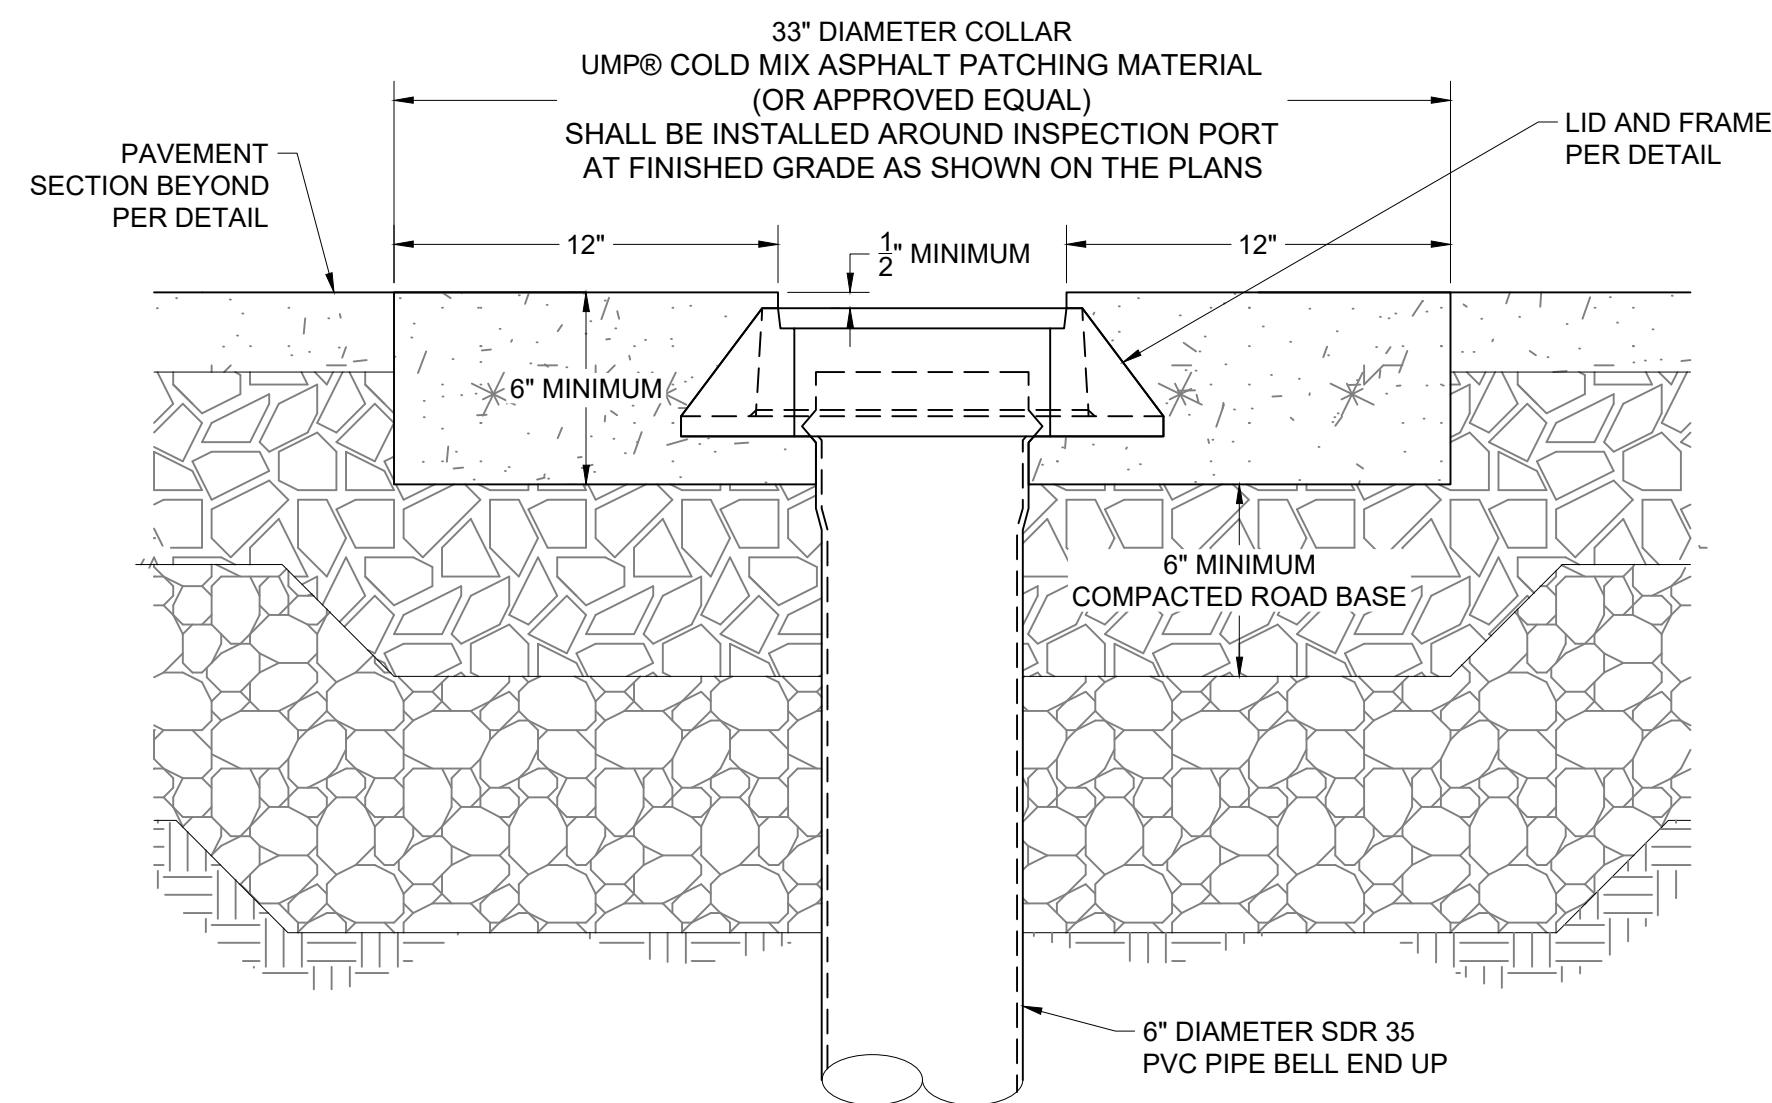 33" DIAMETER COLLAR
UMP® COLD MIX ASPHALT PATCHING MATERIAL
(OR APPROVED EQUAL)
SHALL BE INSTALLED AROUND INSPECTION PORT
AT FINISHED GRADE AS SHOWN ON THE PLANS
LID AND FRAME
PER DETAIL
PAVEMENT
SECTION BEYOND
PER DETAIL
12"
1/2" MINIMUM
12"
6" MINIMUM
6" MINIMUM
COMPACTED ROAD BASE
6" DIAMETER SDR 35
PVC PIPE BELL END UP